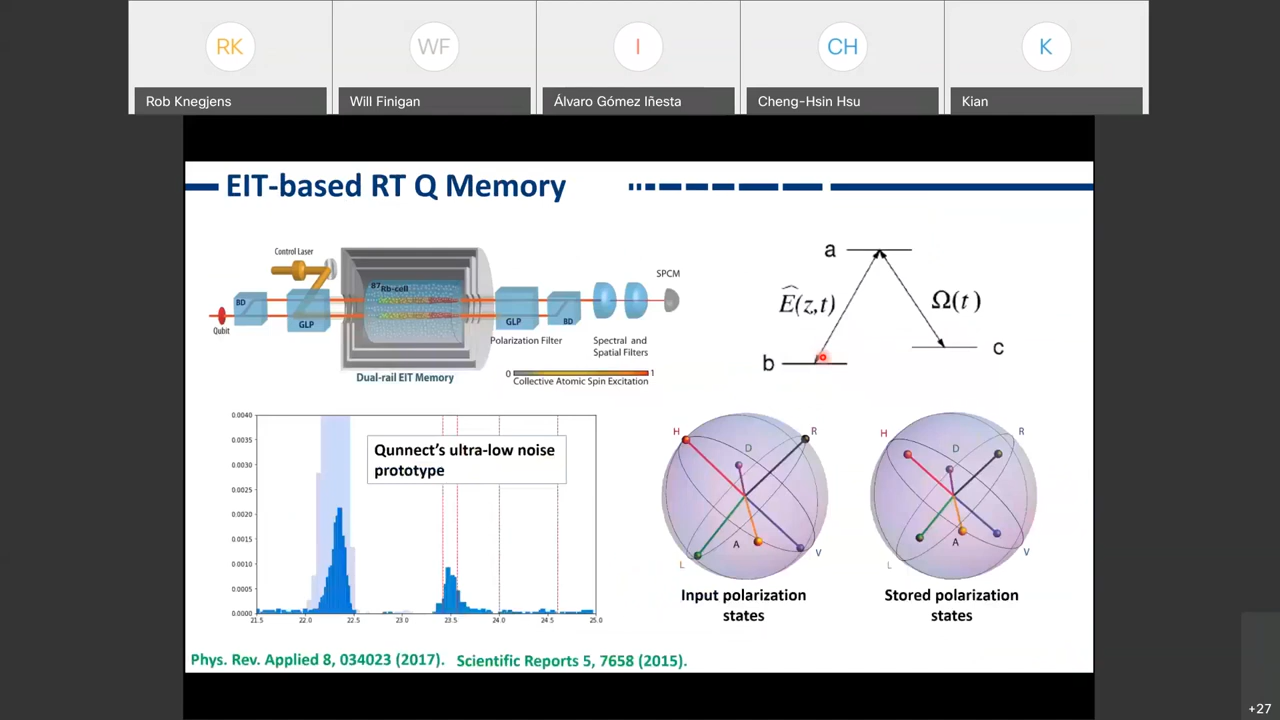 RK
WF
I
CH
K
Rob Knegjens
Will Finigan
Álvaro Gómez Iñesta
Cheng-Hsin Hsu
Kian
EIT-based RT Q Memory
Control Laser
87Rb-cell
SPCM
BD
GLP
GLP
BD
Qubit
Polarization Filter
Spectral and
Spatial Filters
Dual-rail EIT Memory
0
1
Collective Atomic Spin Excitation
a
Ê(z,t)
Ω(t)
b
c
0.0040
0.0035
0.0030
0.0025
0.0020
0.0015
0.0010
0.0005
0.0000
21.5 22.0 22.5 23.0 23.5 24.0 24.5 25.0
Qunnect's ultra-low noise
prototype
H
R
D
A
L
V
Input polarization
states
H
R
D
A
L
V
Stored polarization
states
Phys. Rev. Applied 8, 034023 (2017). Scientific Reports 5, 7658 (2015).
+27